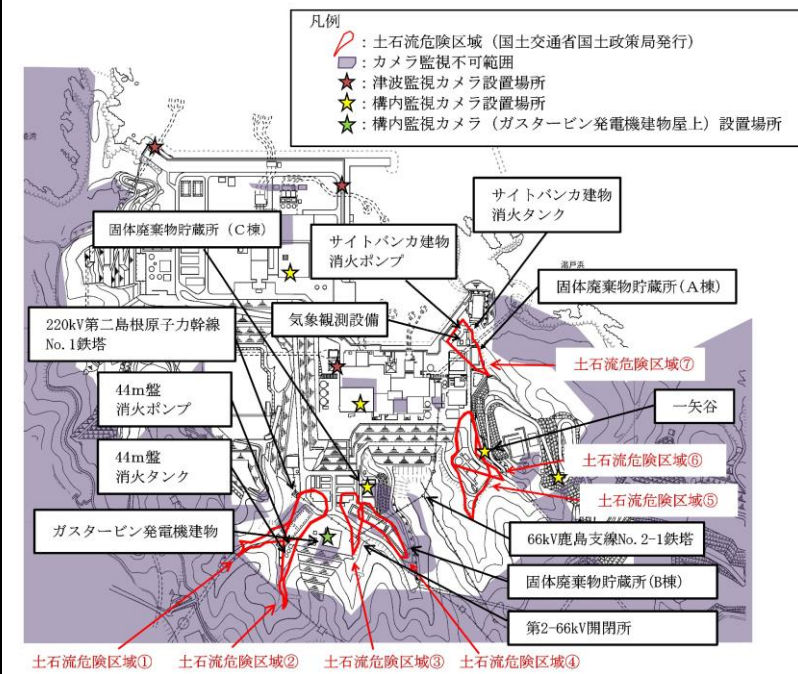 凡例
：土石流危険区域（国土交通省国土政策局発行）
：カメラ監視不可範囲
：津波監視カメラ設置場所
：構内監視カメラ設置場所
：構内監視カメラ（ガスタービン発電機建物屋上）設置場所
サイトバンカ建物
消火タンク
固体廃棄物貯蔵所（C棟）
サイトバンカ建物
消火ポンプ
固体廃棄物貯蔵所(A棟)
220kV第二島根原子力幹線
No.1鉄塔
気象観測設備
土石流危険区域⑦
44m盤
消火ポンプ
一矢谷
44m盤
消火タンク
土石流危険区域⑥
土石流危険区域⑤
ガスタービン発電機建物
66kV鹿島支線No.2-1鉄塔
固体廃棄物貯蔵所(B棟)
第2-66kV開閉所
土石流危険区域①
土石流危険区域②
土石流危険区域③
土石流危険区域④